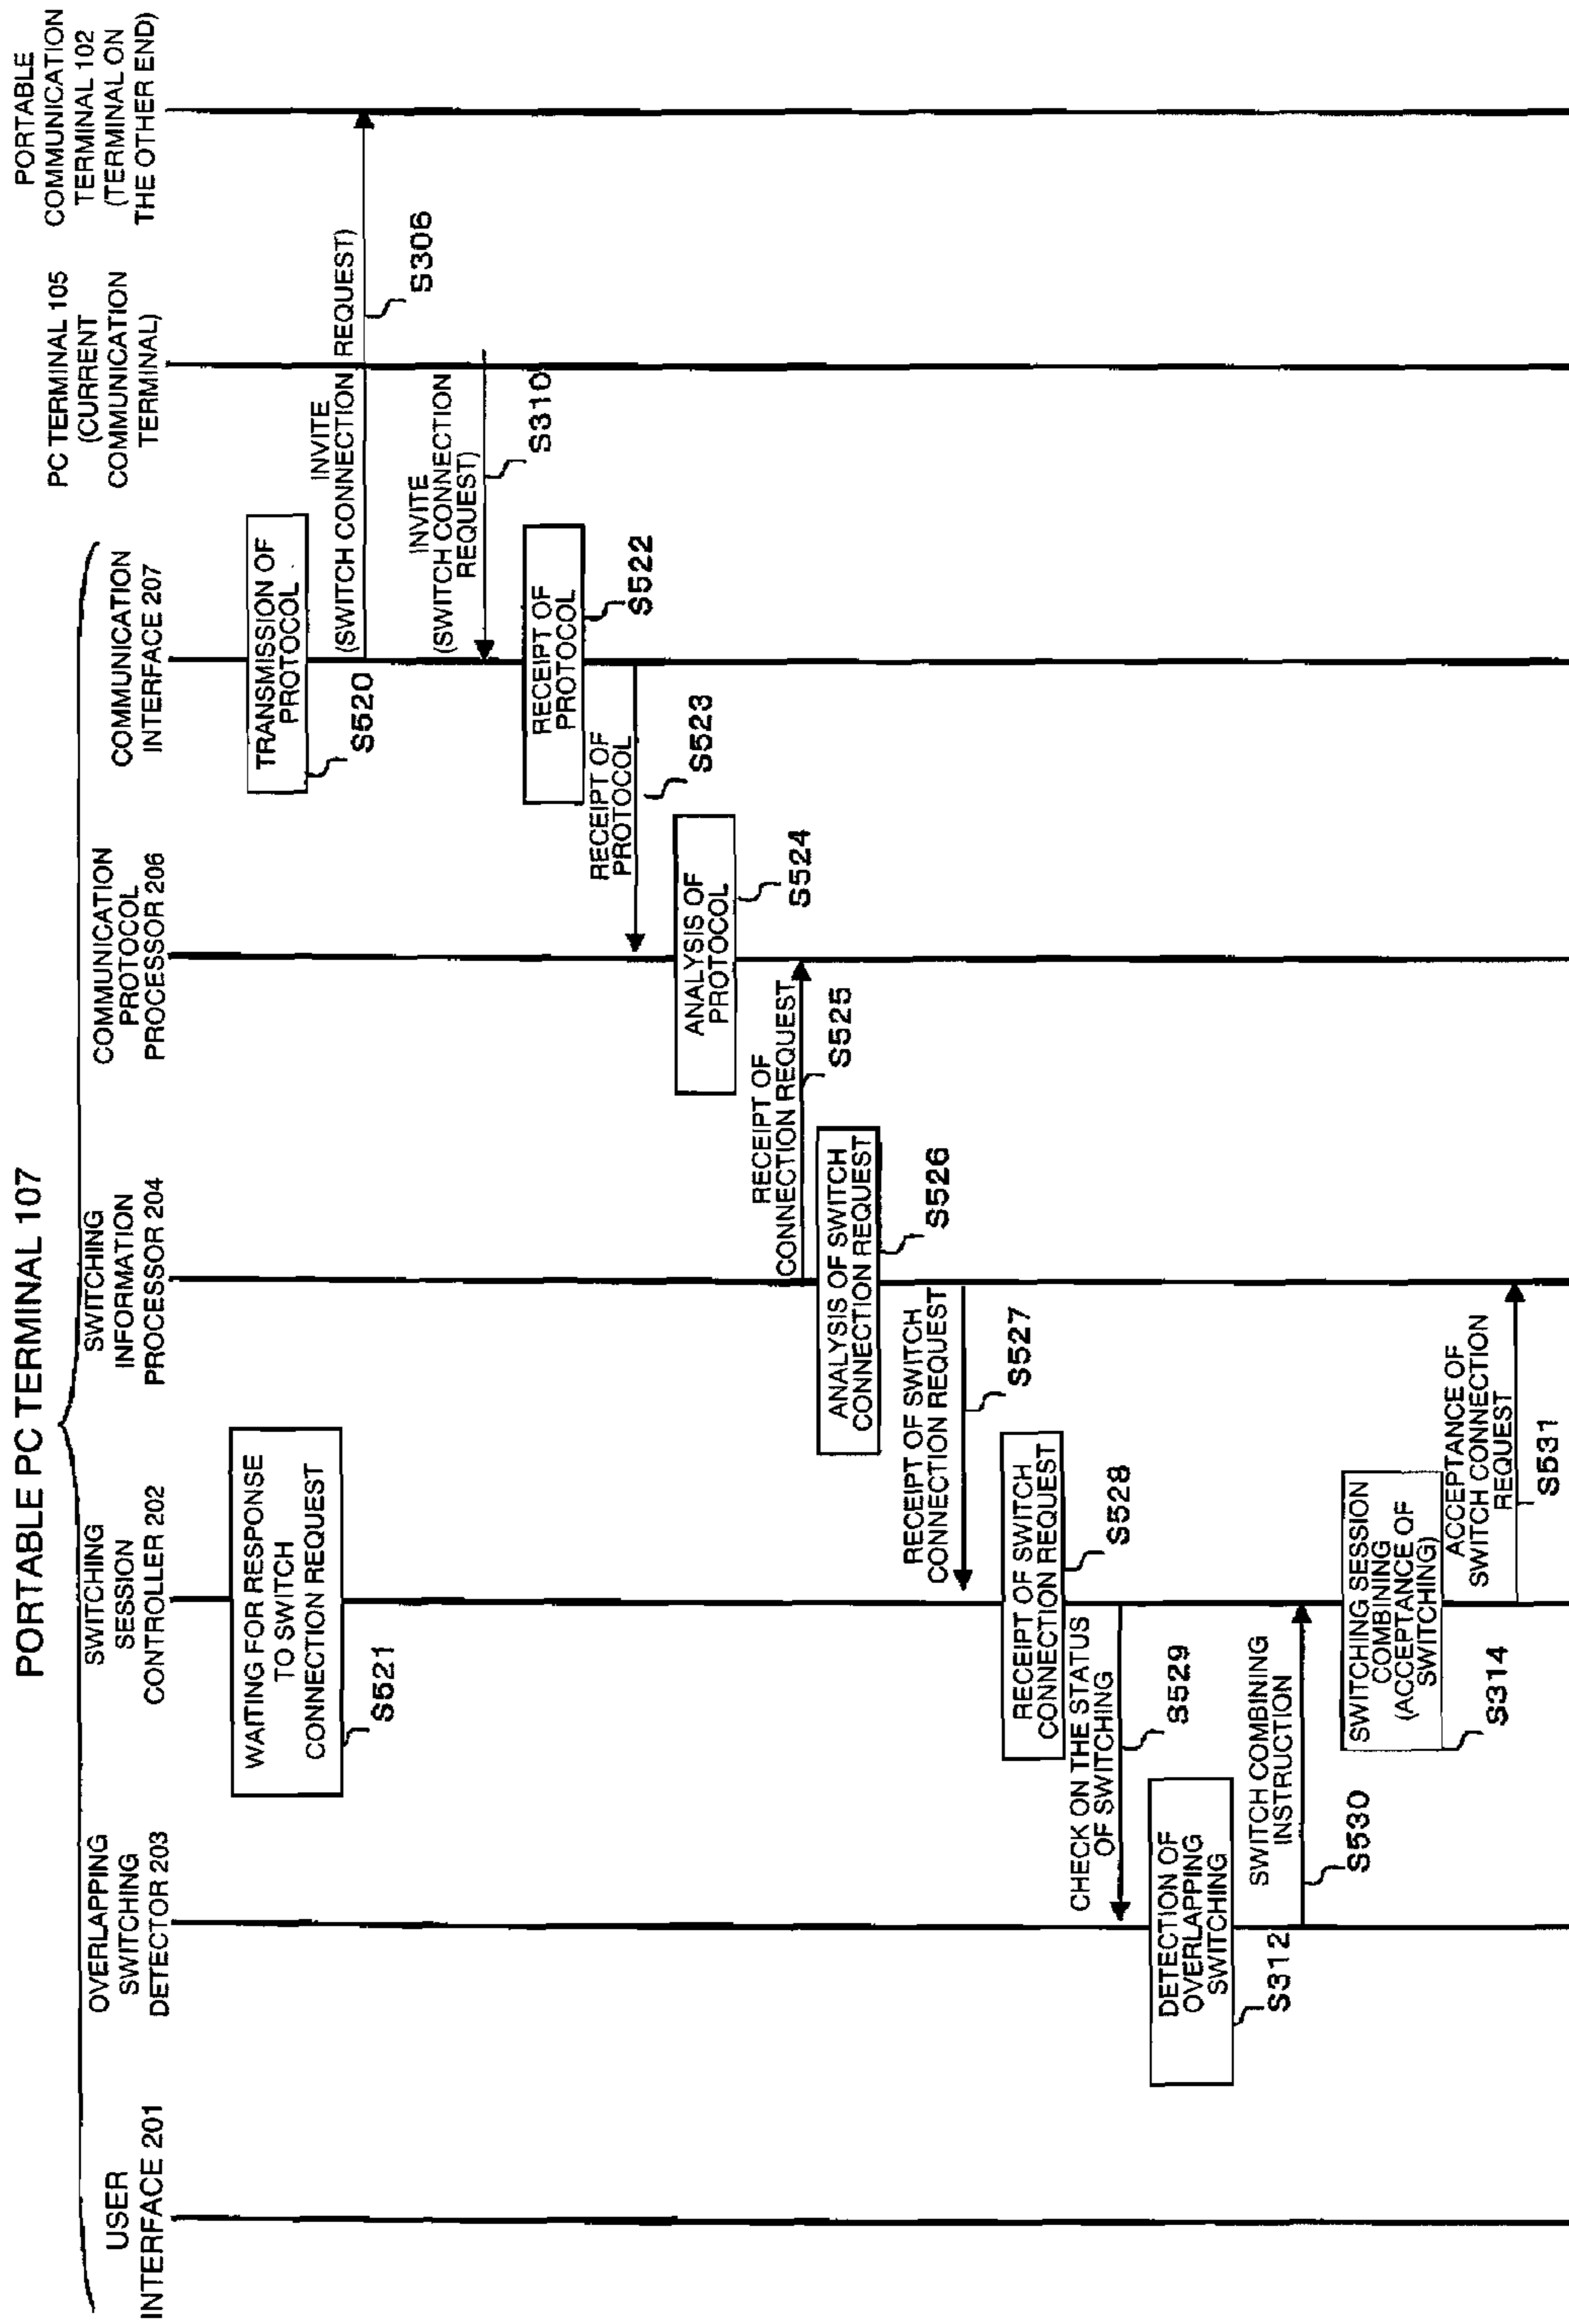 PORTABLE PC TERMINAL 107
USER
INTERFACE 201
OVERLAPPING
SWITCHING
DETECTOR 203
SWITCHING
SESSION
CONTROLLER 202
SWITCHING
INFORMATION
PROCESSOR 204
COMMUNICATION
PROTOCOL
PROCESSOR 206
COMMUNICATION
INTERFACE 207
PC TERMINAL 105
(CURRENT
COMMUNICATION
TERMINAL)
PORTABLE
COMMUNICATION
TERMINAL 102
(TERMINAL ON
THE OTHER END)
TRANSMISSION OF
PROTOCOL
S520
WAITING FOR RESPONSE
TO SWITCH
CONNECTION REQUEST
S521
INVITE
(SWITCH CONNECTION REQUEST)
S306
INVITE
(SWITCH CONNECTION
REQUEST)
S310
RECEIPT OF
PROTOCOL
S522
RECEIPT OF
PROTOCOL
S523
ANALYSIS OF
PROTOCOL
S524
RECEIPT OF
CONNECTION REQUEST
S525
ANALYSIS OF SWITCH
CONNECTION REQUEST
S526
RECEIPT OF SWITCH
CONNECTION REQUEST
S527
RECEIPT OF SWITCH
CONNECTION REQUEST
S528
CHECK ON THE STATUS
OF SWITCHING
S529
DETECTION OF
OVERLAPPING
SWITCHING
S312
SWITCH COMBINING
INSTRUCTION
S530
SWITCHING SESSION
COMBINING
(ACCEPTANCE OF
SWITCHING)
S314
ACCEPTANCE OF
SWITCH CONNECTION
REQUEST
S531